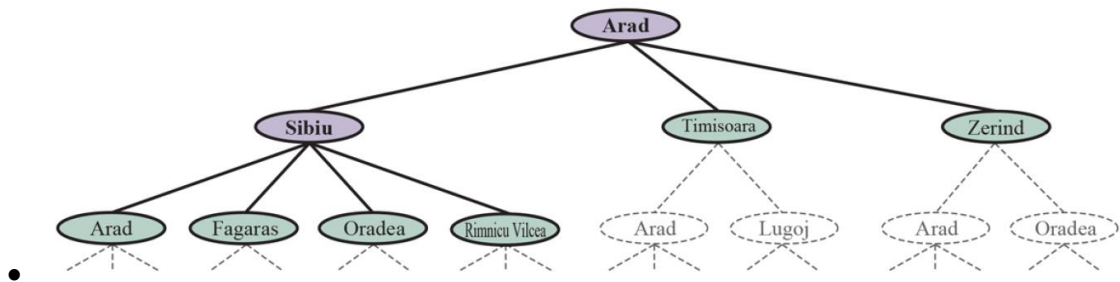 Arad
Sibiu
Timisoara
Zerind
Arad
Fagaras
Oradea
Rimnicu Vilcea
Arad
Lugoj
Arad
Oradea